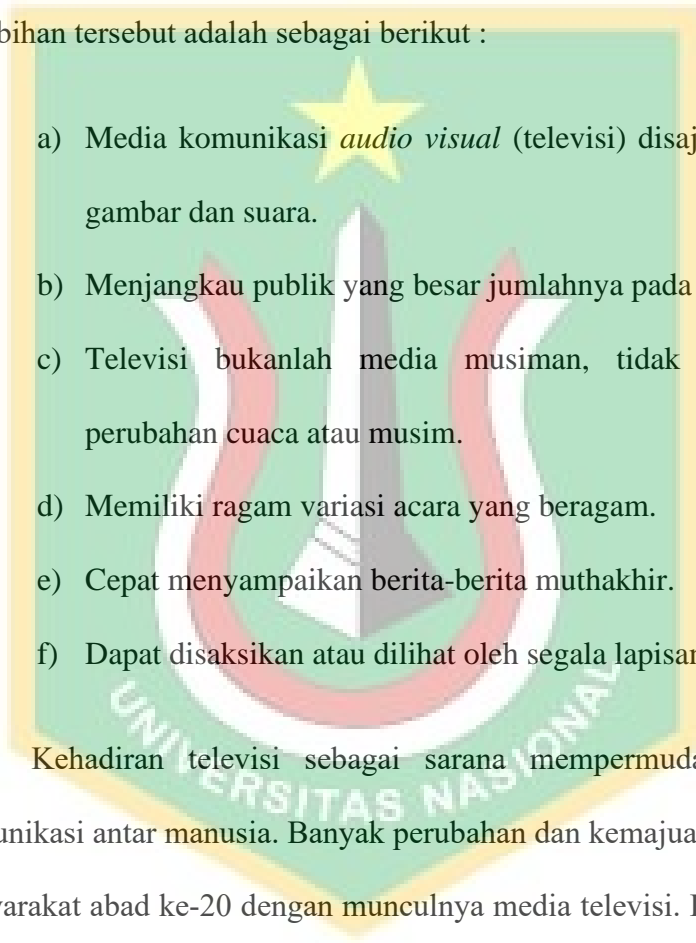 bihan tersebut adalah sebagai berikut :
a) Media komunikasi audio visual (televisi) disaj
gambar dan suara.
b) Menjangkau publik yang besar jumlahnya pada
c) Televisi bukanlah media musiman, tidak
perubahan cuaca atau musim.
d) Memiliki ragam variasi acara yang beragam.
e) Cepat menyampaikan berita-berita muthakhir.
f) Dapat disaksikan atau dilihat oleh segala lapisan
UNIVERSITAS NASIONAL
Kehadiran televisi sebagai sarana mempermuda
unikasi antar manusia. Banyak perubahan dan kemajua
yarakat abad ke-20 dengan munculnya media televisi.